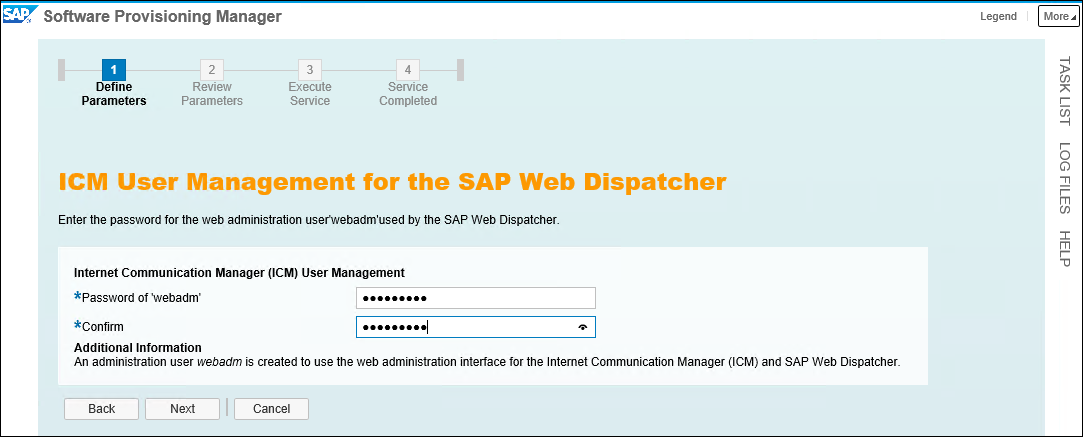 SAP Software Provisioning Manager
Legend
More
1
2
3
4
Define
Parameters
Review
Parameters
Execute
Service
Service
Completed
ICM User Management for the SAP Web Dispatcher
Enter the password for the web administration user'webadm'used by the SAP Web Dispatcher.
Internet Communication Manager (ICM) User Management
*Password of 'webadm'
●●●●●●●●●
*Confirm
●●●●●●●●●
Additional Information
An administration user webadm is created to use the web administration interface for the Internet Communication Manager (ICM) and SAP Web Dispatcher.
Back
Next
Cancel
TASK LIST
LOG FILES
HELP